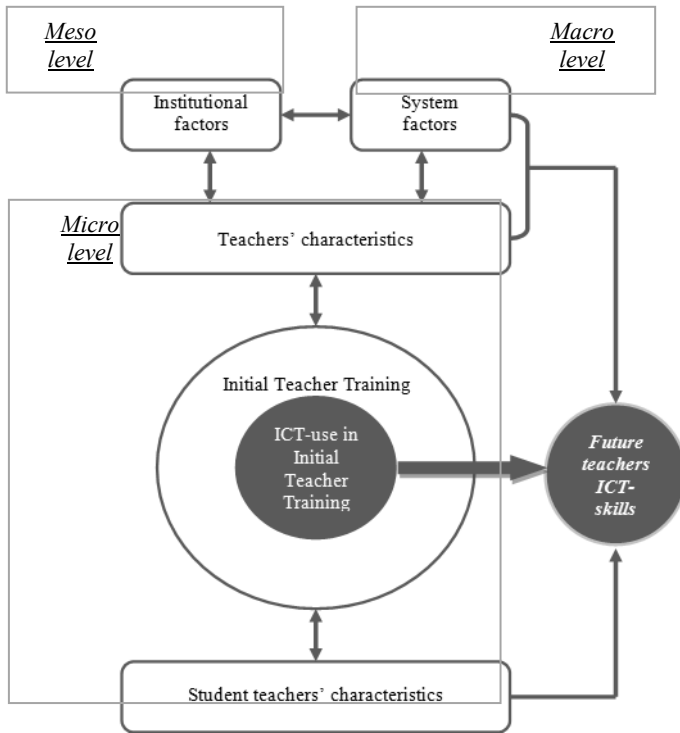 Meso
level
Macro
level
Institutional
factors
System
factors
Micro
level
Teachers’ characteristics
Initial Teacher Training
ICT-use in
Initial
Teacher
Training
Future
teachers
ICT-
skills
Student teachers’ characteristics